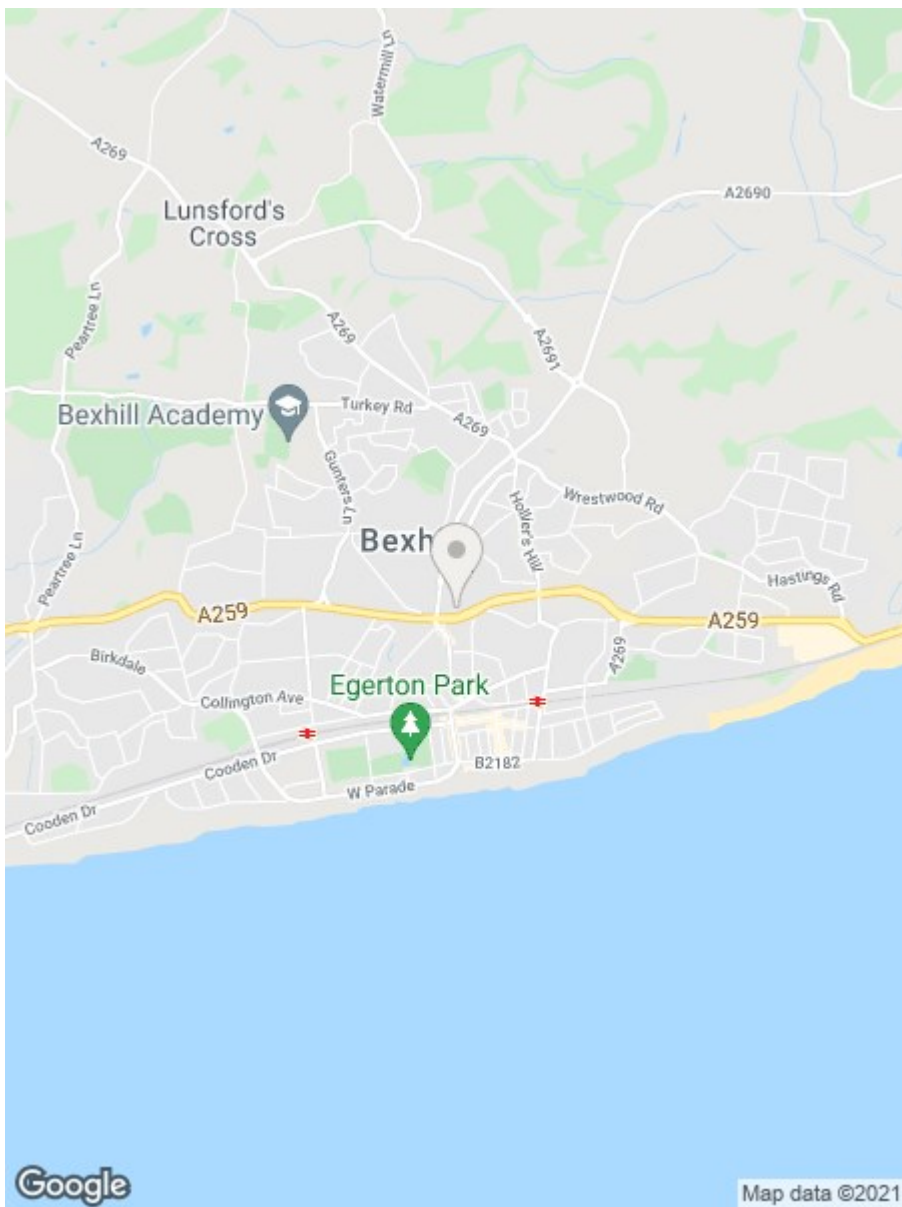 Watermill Ln
A269
A2690
Lunsford's
Cross
Peartree Ln
A269
A2691
Bexhill Academy
Turkey Rd
A269
Gunters Ln
Holliers Hill
Wrestwood Rd
Bexh
Peartree Ln
Hastings Rd
A259
A259
Birkdale
A269
Egerton Park
Collington Ave
Cooden Dr
B2182
W Parade
Cooden Dr
Google
Map data ©2021